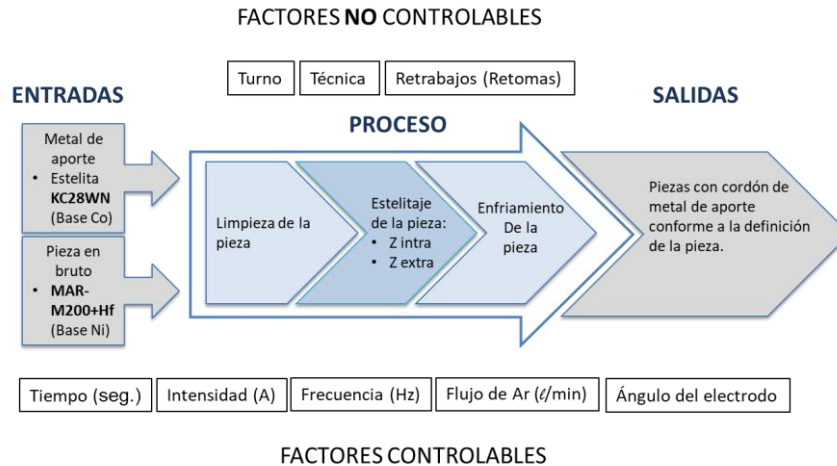 FACTORES NO CONTROLABLES
Turno
Técnica
Retrabajos (Retomas)
ENTRADAS
PROCESO
SALIDAS
Metal de
aporte
• Estelita
KC28WN
(Base Co)
Pieza en
bruto
• MAR-
M200+Hf
(Base Ni)
Limpieza de la
pieza
Estelitaje
de la pieza:
• Z intra
• Z extra
Enfriamiento
De la
pieza
Piezas con cordón de
metal de aporte
conforme a la definición
de la pieza.
Tiempo (seg.)
Intensidad (A)
Frecuencia (Hz)
Flujo de Ar (ℓ/min)
Ángulo del electrodo
FACTORES CONTROLABLES